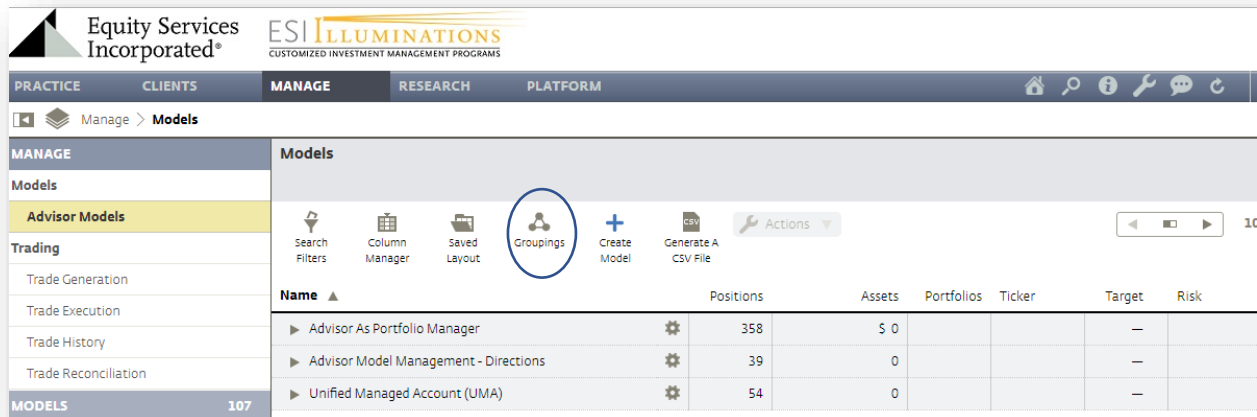 Equity Services
Incorporated®
ESI ILLUMINATIONS
CUSTOMIZED INVESTMENT MANAGEMENT PROGRAMS
PRACTICE CLIENTS MANAGE RESEARCH PLATFORM
Manage > Models
MANAGE
Models
Advisor Models
Trading
Trade Generation
Trade Execution
Trade History
Trade Reconciliation
MODELS 107
Models
Search Filters
Column Manager
Saved Layout
Groupings
Create Model
CSV
Generate A CSV File
Actions
10
Name Positions Assets Portfolios Ticker Target Risk
Advisor As Portfolio Manager 358 $ 0 —
Advisor Model Management - Directions 39 0 —
Unified Managed Account (UMA) 54 0 —